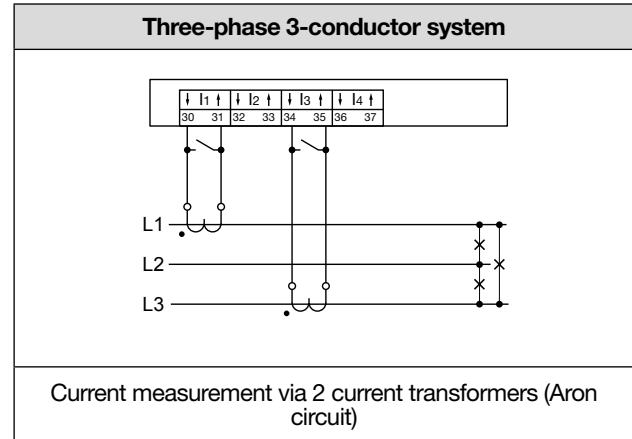 Three-phase 3-conductor system
↓ I1 ↑ ↓ I2 ↑ ↓ I3 ↑ ↓ I4 ↑
30 31 32 33 34 35 36 37
L1
L2
L3
Current measurement via 2 current transformers (Aron
circuit)